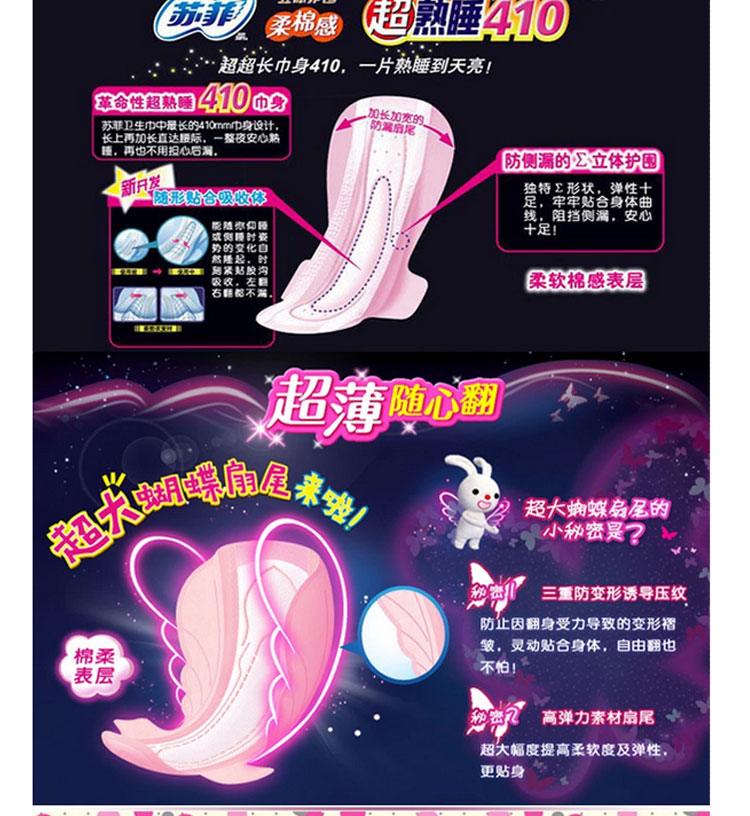 苏菲
柔棉感
超熟睡410
超超长巾身410，一片熟睡到天亮！
革命性超熟睡410巾身
苏菲卫生巾中最长的410mm巾身设计，
长上再加长直达腰际，一整夜安心熟
睡，再也不用担心后漏。
加长加宽的
防漏扇尾
防侧漏的Σ立体护围
独特Σ形状，弹性十
足，牢牢贴合身体曲
线，阻挡侧漏，安心
十足！
新开发
随形贴合吸收体
能随你仰睡
或侧睡时姿
势的变化自
然隆起，时
刻紧贴股沟
吸收，左翻
右翻都不漏。
使用前
使用中
柔软棉感表层
超薄随心翻
超大蝴蝶扇尾来啦！
超大蝴蝶扇尾的
小秘密是？
秘密1
三重防变形诱导压纹
防止因翻身受力导致的变形褶
皱，灵动贴合身体，自由翻也
不怕！
棉柔
表层
秘密2
高弹力素材扇尾
超大幅度提高柔软度及弹性，
更贴身